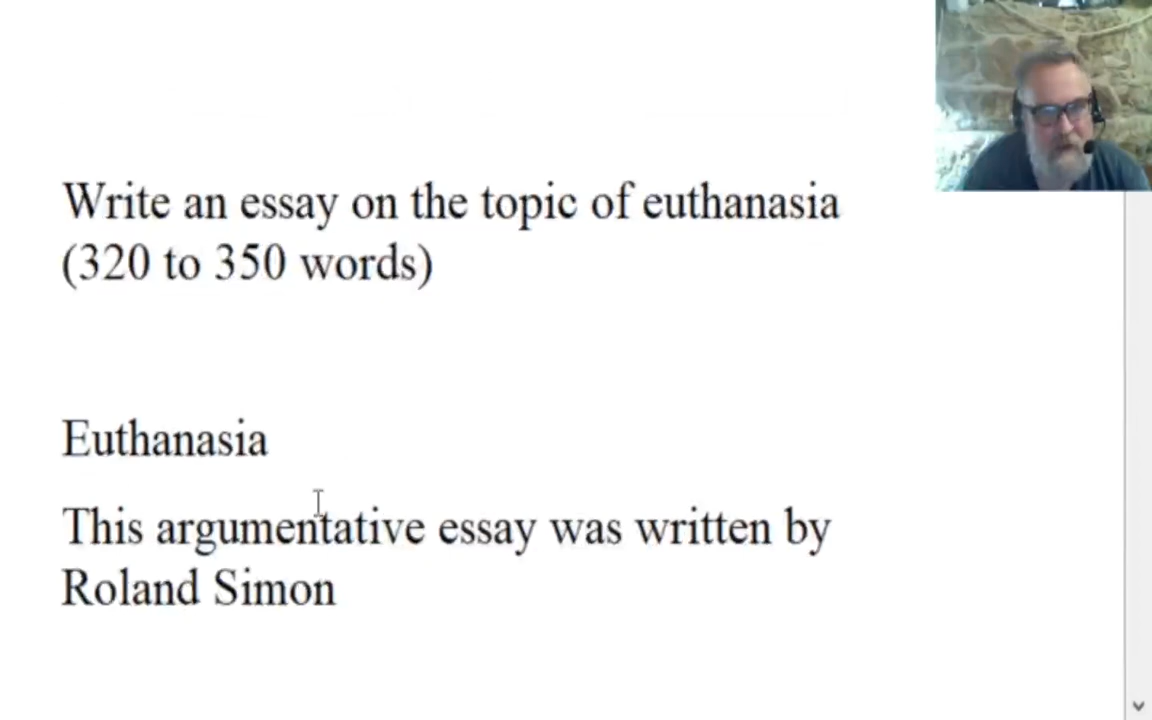 Write an essay on the topic of euthanasia
(320 to 350 words)
Euthanasia
This argumentative essay was written by
Roland Simon